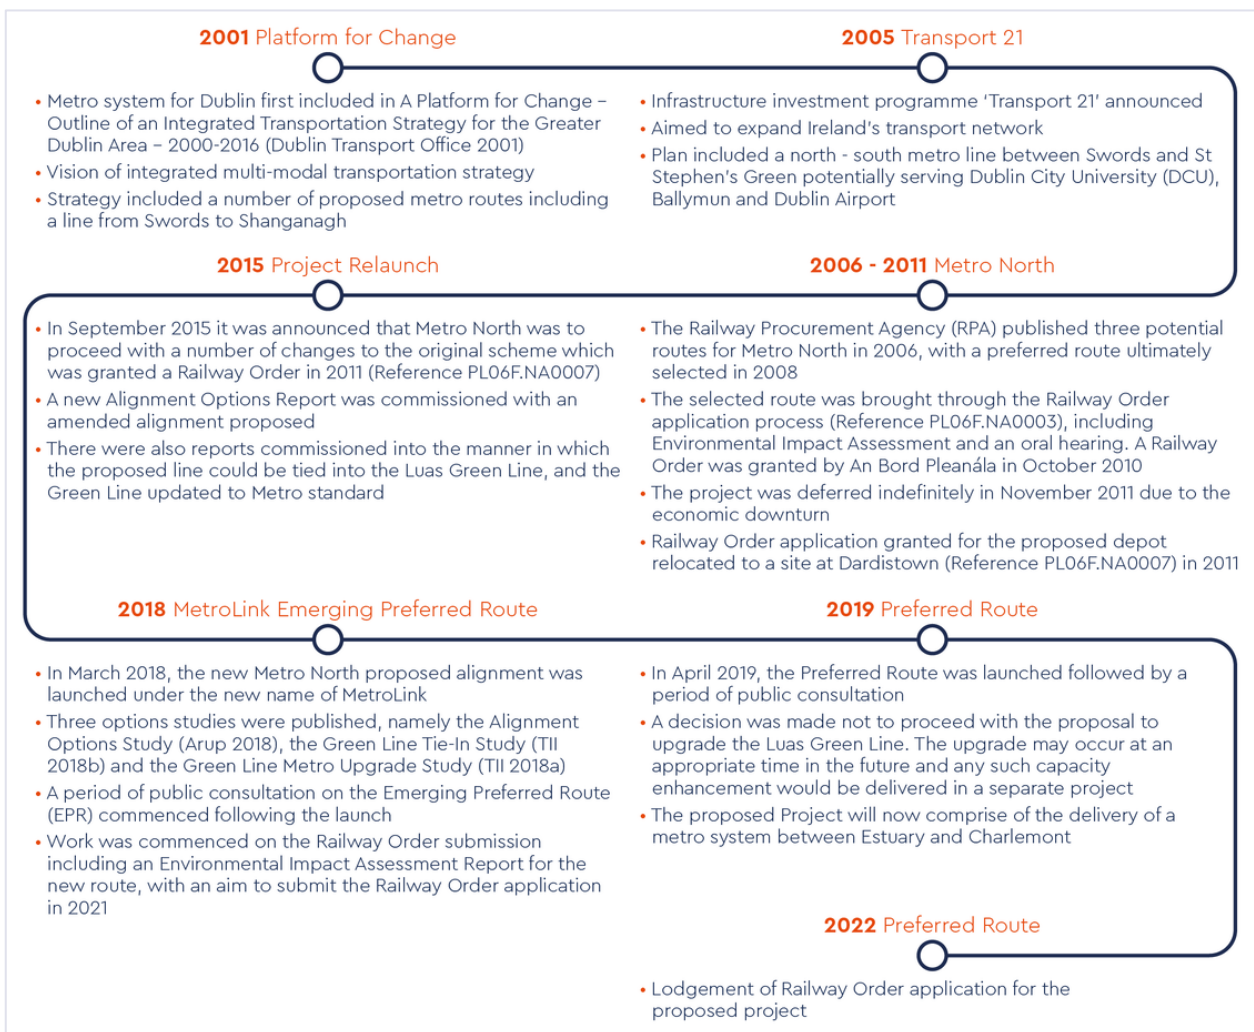 2001 Platform for Change
• Metro system for Dublin first included in A Platform for Change –
Outline of an Integrated Transportation Strategy for the Greater
Dublin Area – 2000-2016 (Dublin Transport Office 2001)
• Vision of integrated multi-modal transportation strategy
• Strategy included a number of proposed metro routes including
a line from Swords to Shanganagh
2005 Transport 21
• Infrastructure investment programme ‘Transport 21’ announced
• Aimed to expand Ireland’s transport network
• Plan included a north - south metro line between Swords and St
Stephen’s Green potentially serving Dublin City University (DCU),
Ballymun and Dublin Airport
2006 - 2011 Metro North
• The Railway Procurement Agency (RPA) published three potential
routes for Metro North in 2006, with a preferred route ultimately
selected in 2008
• The selected route was brought through the Railway Order
application process (Reference PL06F.NA0003), including
Environmental Impact Assessment and an oral hearing. A Railway
Order was granted by An Bord Pleanála in October 2010
• The project was deferred indefinitely in November 2011 due to the
economic downturn
• Railway Order application granted for the proposed depot
relocated to a site at Dardistown (Reference PL06F.NA0007) in 2011
2015 Project Relaunch
• In September 2015 it was announced that Metro North was to
proceed with a number of changes to the original scheme which
was granted a Railway Order in 2011 (Reference PL06F.NA0007)
• A new Alignment Options Report was commissioned with an
amended alignment proposed
• There were also reports commissioned into the manner in which
the proposed line could be tied into the Luas Green Line, and the
Green Line updated to Metro standard
2018 MetroLink Emerging Preferred Route
• In March 2018, the new Metro North proposed alignment was
launched under the new name of MetroLink
• Three options studies were published, namely the Alignment
Options Study (Arup 2018), the Green Line Tie-In Study (TII
2018b) and the Green Line Metro Upgrade Study (TII 2018a)
• A period of public consultation on the Emerging Preferred Route
(EPR) commenced following the launch
• Work was commenced on the Railway Order submission
including an Environmental Impact Assessment Report for the
new route, with an aim to submit the Railway Order application
in 2021
2019 Preferred Route
• In April 2019, the Preferred Route was launched followed by a
period of public consultation
• A decision was made not to proceed with the proposal to
upgrade the Luas Green Line. The upgrade may occur at an
appropriate time in the future and any such capacity
enhancement would be delivered in a separate project
• The proposed Project will now comprise of the delivery of a
metro system between Estuary and Charlemont
2022 Preferred Route
• Lodgement of Railway Order application for the
proposed project